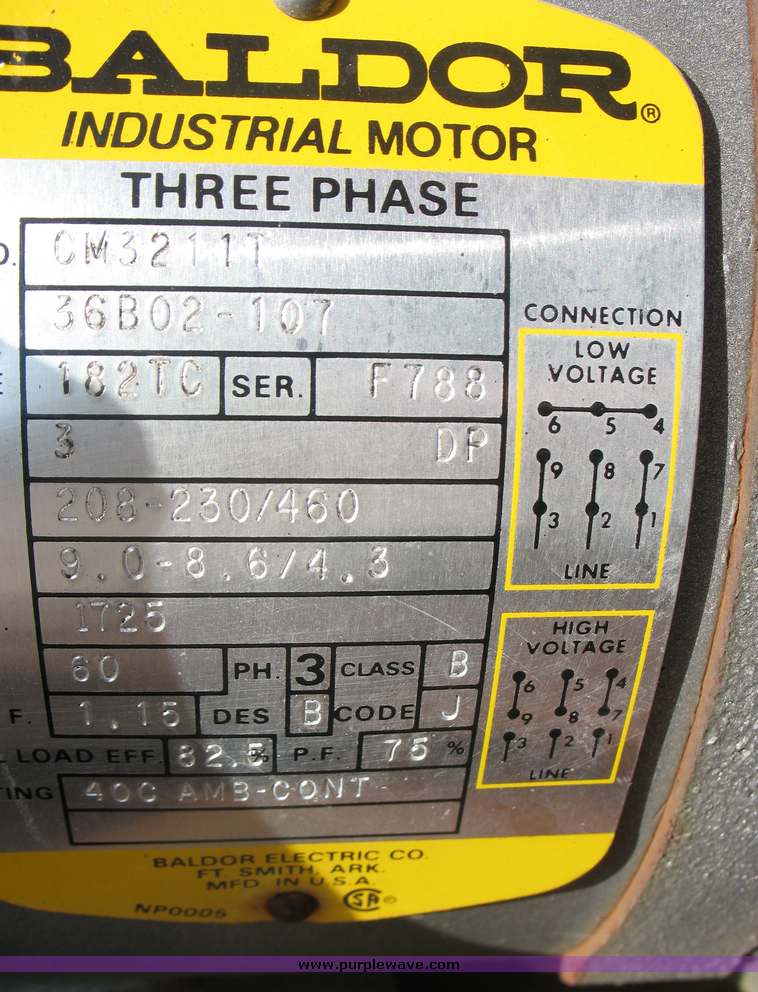 BALDOR®
INDUSTRIAL MOTOR
THREE PHASE
CM3211T
36B02-107
182TC SER. F788
3 DP
208-230/460
9.0-8.6/4.3
1725
60 PH. 3 CLASS B
F. 1.15 DES B CODE J
LOAD EFF. 82.5% P.F. 75 %
ING 40C AMB-CONT
CONNECTION
LOW
VOLTAGE
6 5 4
9 8 7
3 2 1
LINE
HIGH
VOLTAGE
6 5 4
9 8 7
3 2 1
LINE
BALDOR ELECTRIC CO.
FT. SMITH, ARK.
MFD. IN U.S.A.
NP0005
www.purplewave.com